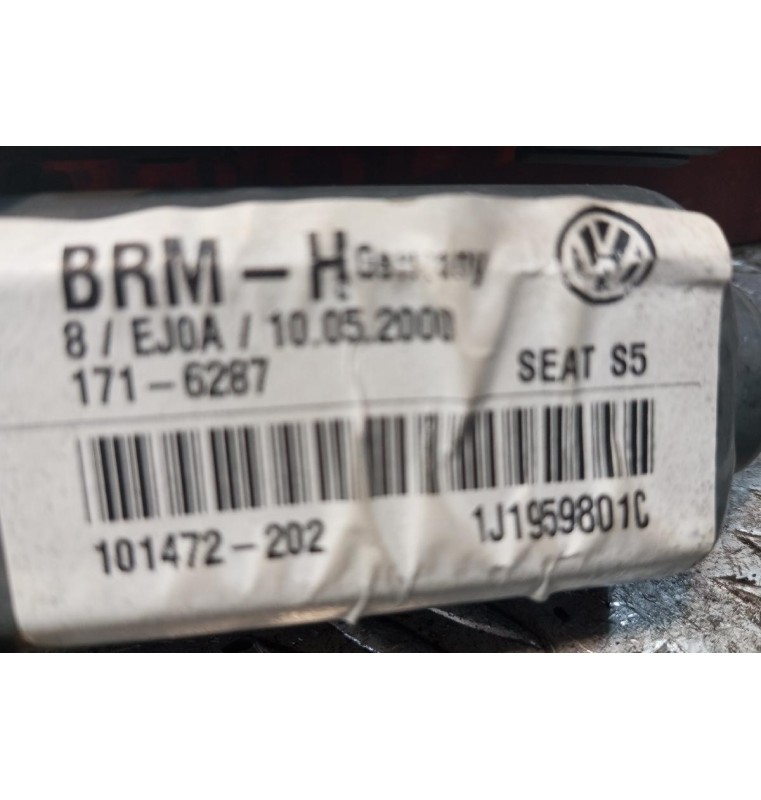 BRM - H Germany
8 / EJ0A / 10.05.2000
171-6287 SEAT S5
101472-202 1J1959801C